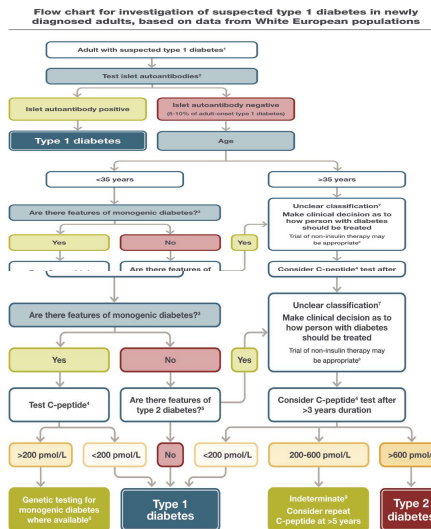 Flow chart for investigation of suspected type 1 diabetes in newly
diagnosed adults, based on data from White European populations
Adult with suspected type 1 diabetes¹
Test islet autoantibodies²
Islet autoantibody positive
Islet autoantibody negative
(5-10% of adult-onset type 1 diabetes)
Type 1 diabetes
Age
<35 years
>35 years
Are there features of monogenic diabetes?³
Unclear classification⁷
Make clinical decision as to
how person with diabetes
should be treated
Trial of non-insulin therapy may
be appropriate⁶
Yes
No
Yes
Are there features of
Consider C-peptide⁴ test after
Are there features of monogenic diabetes?³
Unclear classification⁷
Make clinical decision as to
how person with diabetes
should be treated
Trial of non-insulin therapy may
be appropriate⁶
Yes
No
Yes
Test C-peptide⁴
Are there features of
type 2 diabetes?⁵
Consider C-peptide⁴ test after
>3 years duration
>200 pmol/L
<200 pmol/L
No
<200 pmol/L
200-600 pmol/L
>600 pmol/L
Genetic testing for
monogenic diabetes
where available⁸
Type 1
diabetes
Indeterminate⁹
Consider repeat
C-peptide at >5 years
Type 2
diabetes